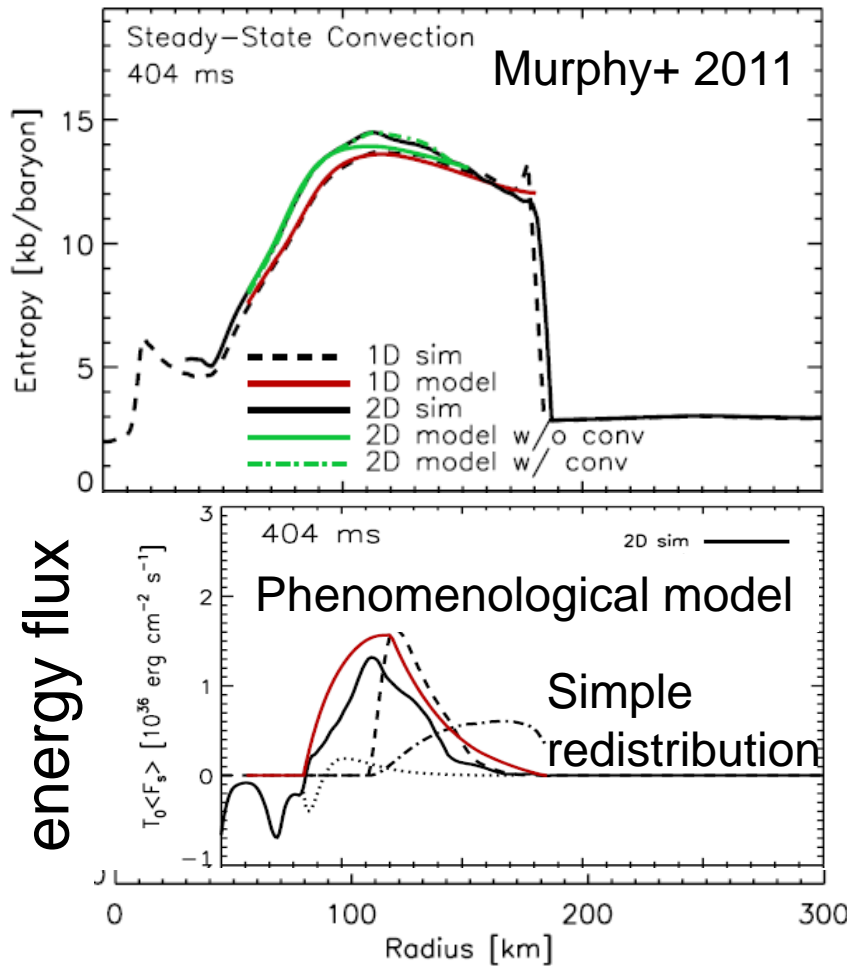 Steady-State Convection
404 ms
Murphy+ 2011
15
10
5
0
Entropy [kb/baryon]
1D sim
1D model
2D sim
2D model w/o conv
2D model w/ conv
energy flux
T₀<Fₛ> [10³⁶ erg cm⁻² s⁻¹]
3
2
1
0
-1
404 ms
2D sim
Phenomenological model
Simple
redistribution
0
100
200
300
Radius [km]